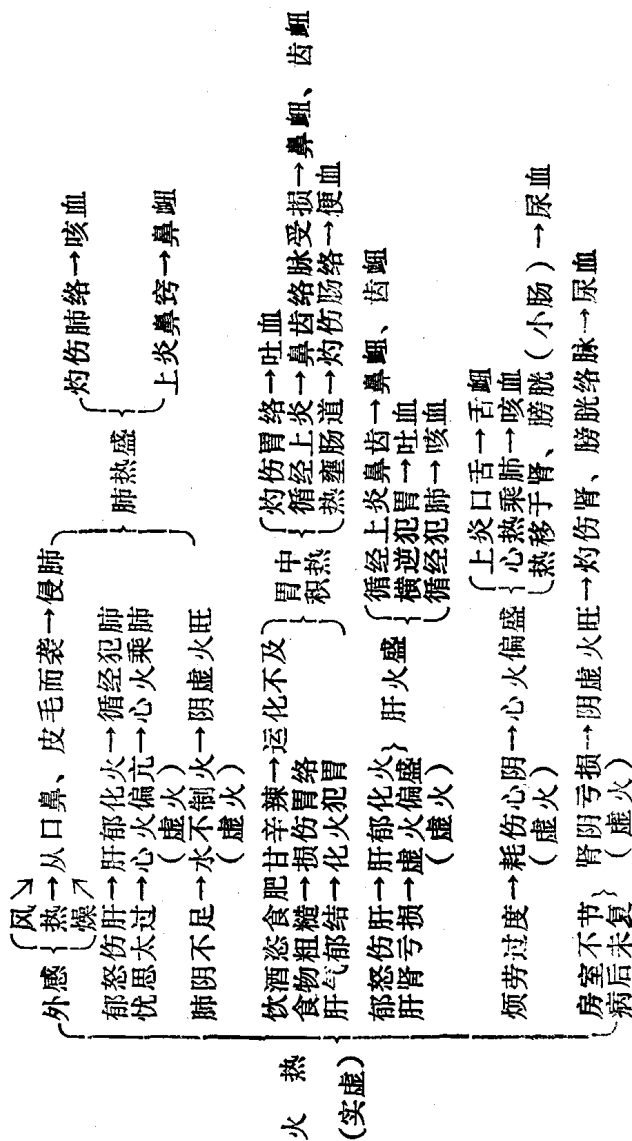 火热
(实虚)
外感{风 热 燥→从口鼻、皮毛而袭→侵肺
郁怒伤肝→肝郁化火→循经犯肺
忧思太过→心火偏亢→心火乘肺
(虚火)
肺阴不足→水不制火→阴虚火旺
(虚火)
}肺热盛{
灼伤肺络→咳血
上炎鼻窍→鼻衄
饮酒恣食肥甘辛辣→运化不及
食物粗糙→损伤胃络
肝气郁结→化火犯胃
}胃中积热{
灼伤胃络→吐血
循经上炎→鼻齿络脉受损→鼻衄、齿衄
热壅肠道→灼伤肠络→便血
郁怒伤肝→肝郁化火
肝肾亏损→虚火偏盛
(虚火)
}肝火盛{
循经上炎鼻齿→鼻衄、齿衄
横逆犯胃→吐血
循经犯肺→咳血
烦劳过度→耗伤心阴→心火偏盛
(虚火)
{上炎口舌→舌衄
心热乘肺→咳血
热移于肾、膀胱(小肠)→尿血
房室不节
病后未复
}肾阴亏损→阴虚火旺→灼伤肾、膀胱络脉→尿血
(虚火)